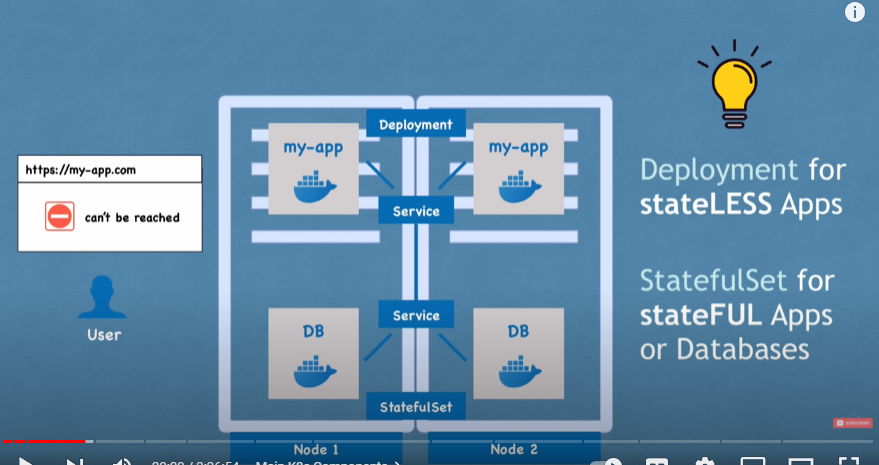 https://my-app.com
can't be reached
User
Deployment
my-app
my-app
Service
Service
DB
DB
StatefulSet
Node 1
Node 2
Deployment for
stateLESS Apps
StatefulSet for
stateFUL Apps
or Databases
SUBSCRIBE